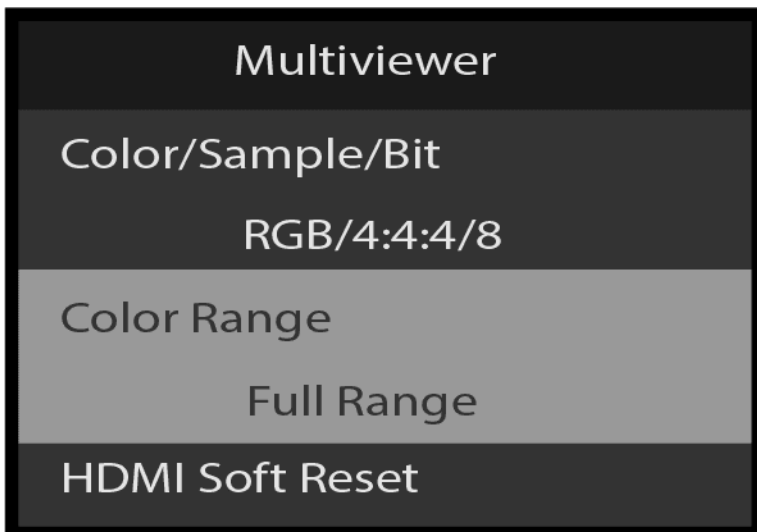 Multiviewer
Color/Sample/Bit
RGB/4:4:4/8
Color Range
Full Range
HDMI Soft Reset